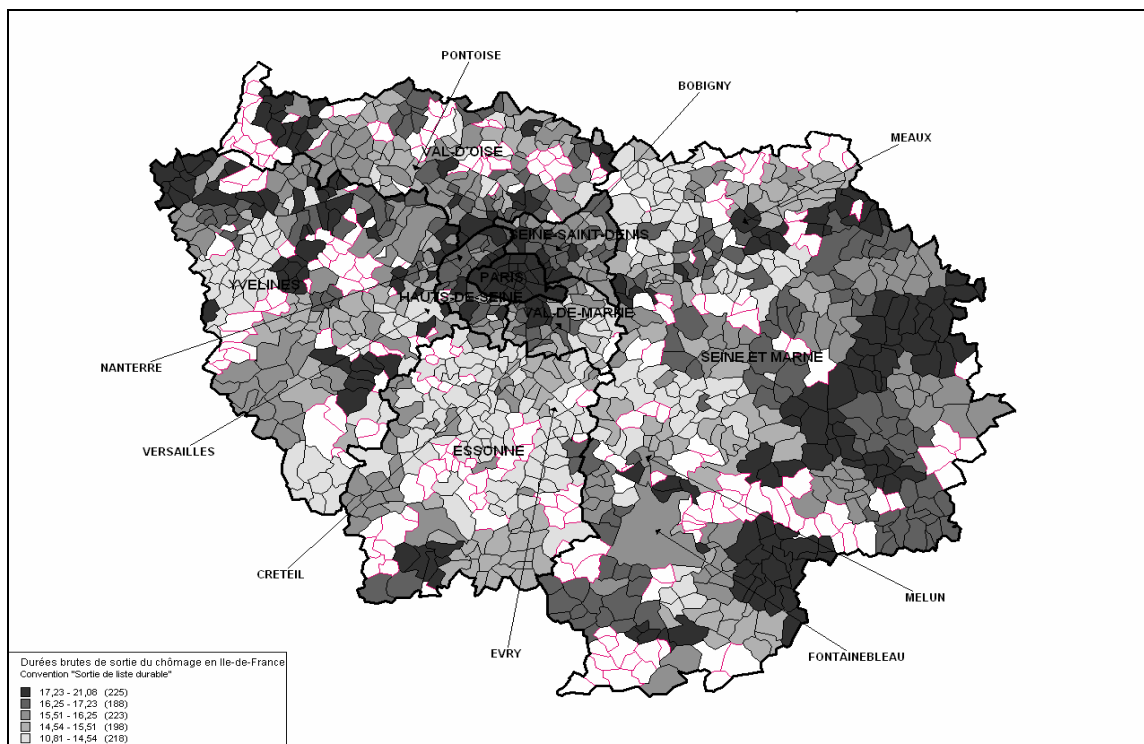 PONTOISE
BOBIGNY
MEAUX
VAL-D'OISE
SEINE-SAINT-DENIS
PARIS
YVELINES
HAUTS-DE-SEINE
VAL-DE-MARNE
SEINE ET MARNE
NANTERRE
VERSAILLES
ESSONNE
CRETEIL
MELUN
EVRY
FONTAINEBLEAU
Durées brutes de sortie du chômage en Ile-de-France
Convention "Sortie de liste durable"
17,23 - 21,08 (225)
16,25 - 17,23 (188)
15,51 - 16,25 (223)
14,54 - 15,51 (198)
10,81 - 14,54 (218)